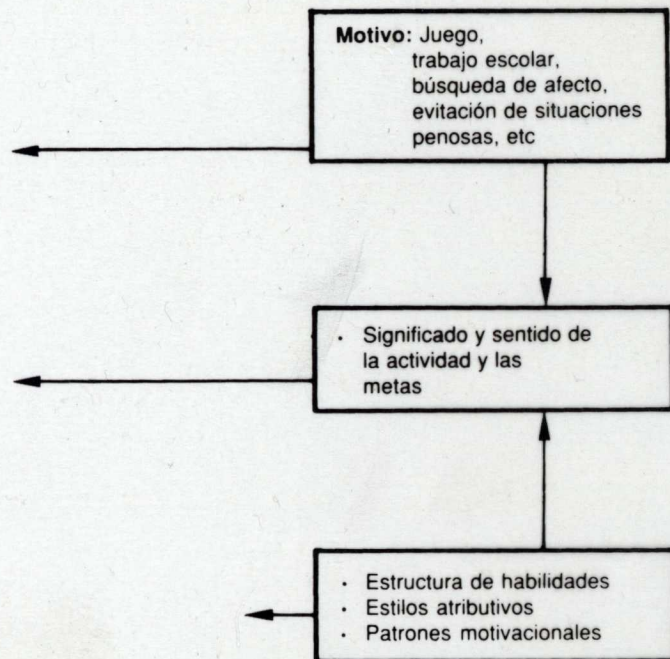 Motivo: Juego,
trabajo escolar,
búsqueda de afecto,
evitación de situaciones
penosas, etc
· Significado y sentido de
la actividad y las
metas
· Estructura de habilidades
· Estilos atributivos
· Patrones motivacionales